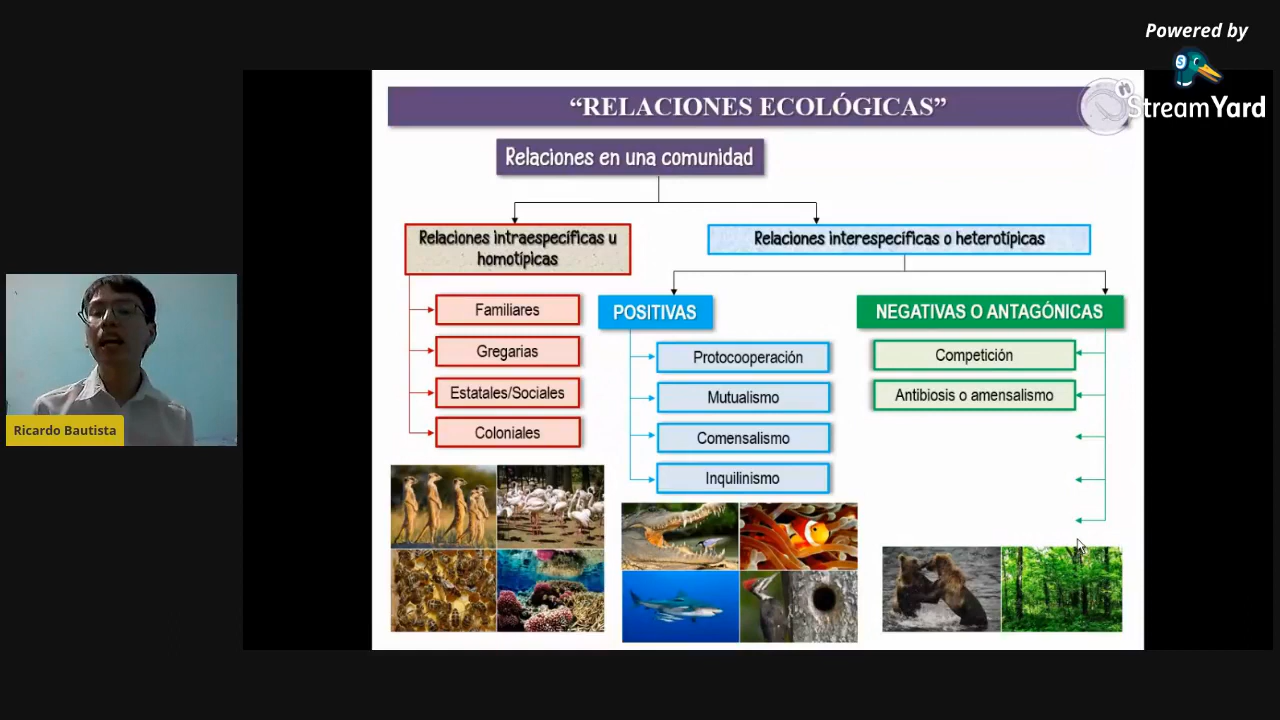 Powered by
StreamYard
“RELACIONES ECOLÓGICAS”
Relaciones en una comunidad
Relaciones intraespecíficas u
homotípicas
Familiares
Gregarias
Estatales/Sociales
Coloniales
Relaciones interespecíficas o heterotípicas
POSITIVAS
Protocooperación
Mutualismo
Comensalismo
Inquilinismo
NEGATIVAS O ANTAGÓNICAS
Competición
Antibiosis o amensalismo
Ricardo Bautista